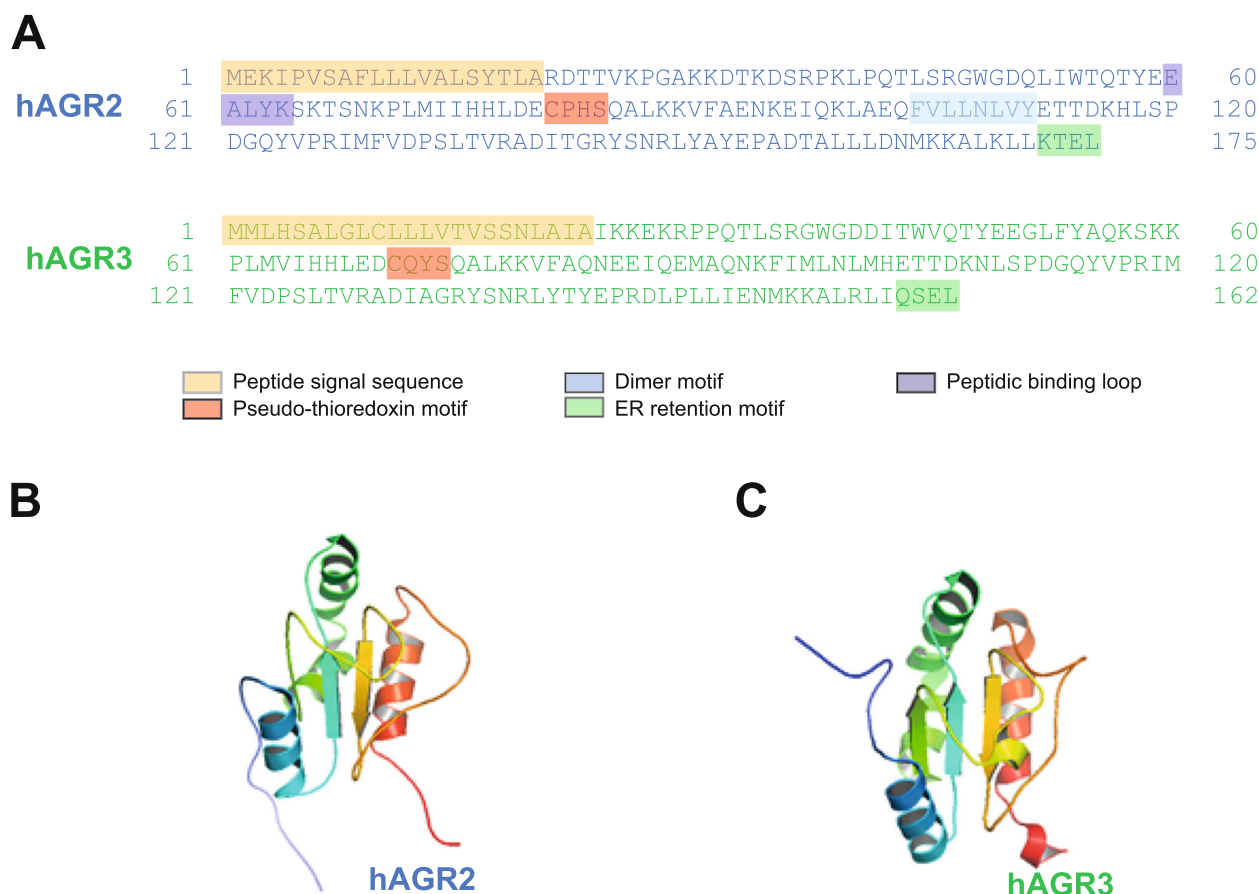 A
1 MEKIPVSAFLLLVALSYTLARDTTVKPGAKKDTKDSRPKLPQTLSRGWGDQLIWTQTYEE 60
hAGR2 61 ALYKSKTSNKPLMIIHHLDECPHSQALKKVFAENKEIQKLAEQFVLLNLVYETTDKHLSP 120
121 DGQYVPRIMFVDPSLTVRADITGRYSNRLYAYEPADTALLLDNMKKALKLLKTEL 175
1 MMLHSALGLCLLLVTVSSNLAIAIKKEKRPPQTLSRGWGDDITWVQTYEEGLFYAQKSKK 60
hAGR3 61 PLMVIHHLEDCQYSQALKKVFAQNEEIQEMAQNKFIMLNLMHETTDKNLSPDGQYVPRIM 120
121 FVDPSLTVRADIAGRYSNRLYTYEPRDLPLLIENMKKALRLIQSEL 162
Peptide signal sequence Dimer motif Peptidic binding loop
Pseudo-thioredoxin motif ER retention motif
B C
hAGR2
hAGR3